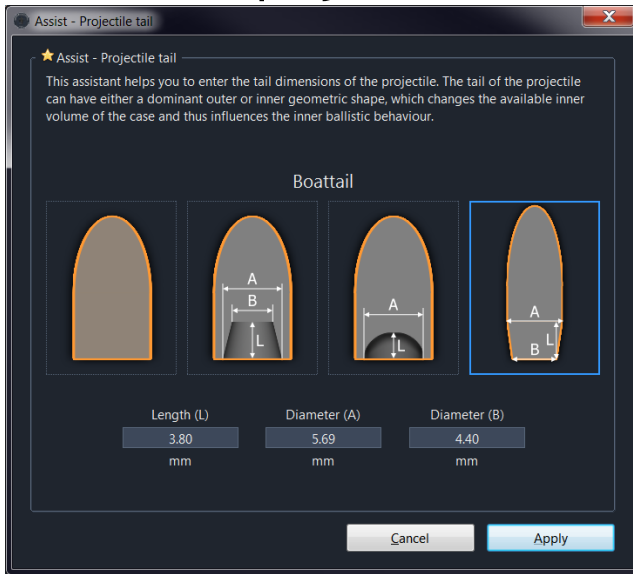 Assist - Projectile tail
Assist - Projectile tail
This assistant helps you to enter the tail dimensions of the projectile. The tail of the projectile
can have either a dominant outer or inner geometric shape, which changes the available inner
volume of the case and thus influences the inner ballistic behaviour.
Boattail
A
B
L
A
L
A
L
B
Length (L) Diameter (A) Diameter (B)
3.80 5.69 4.40
mm mm mm
Cancel Apply